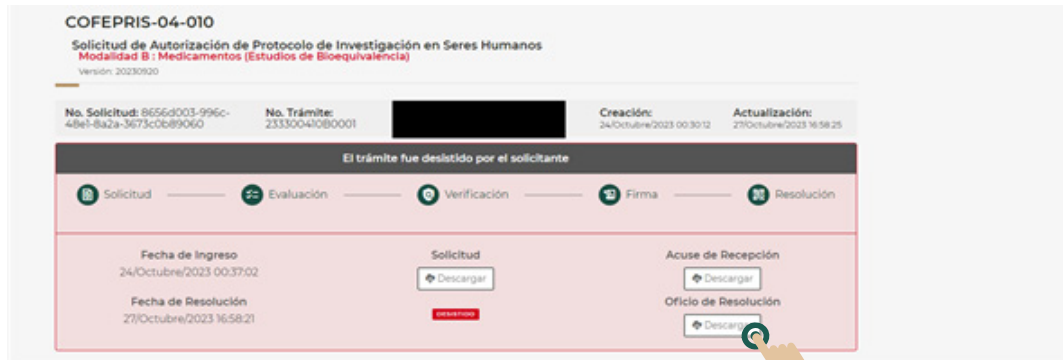 COFEPRIS-04-010
Solicitud de Autorización de Protocolo de Investigación en Seres Humanos
Modalidad B : Medicamentos (Estudios de Bioequivalencia)
Versión: 20230920
No. Solicitud: 8656d003-996c-48e1-8a2a-3673c0b89060
No. Trámite: 233300410B0001
Creación: 24/Octubre/2023 00:30:12
Actualización: 27/Octubre/2023 16:58:25
El trámite fue desistido por el solicitante
Solicitud Evaluación Verificación Firma Resolución
Fecha de Ingreso Solicitud Acuse de Recepción
24/Octubre/2023 00:37:02 Descargar Descargar
Fecha de Resolución Oficio de Resolución
27/Octubre/2023 16:58:21 DESISTIDO Descarg